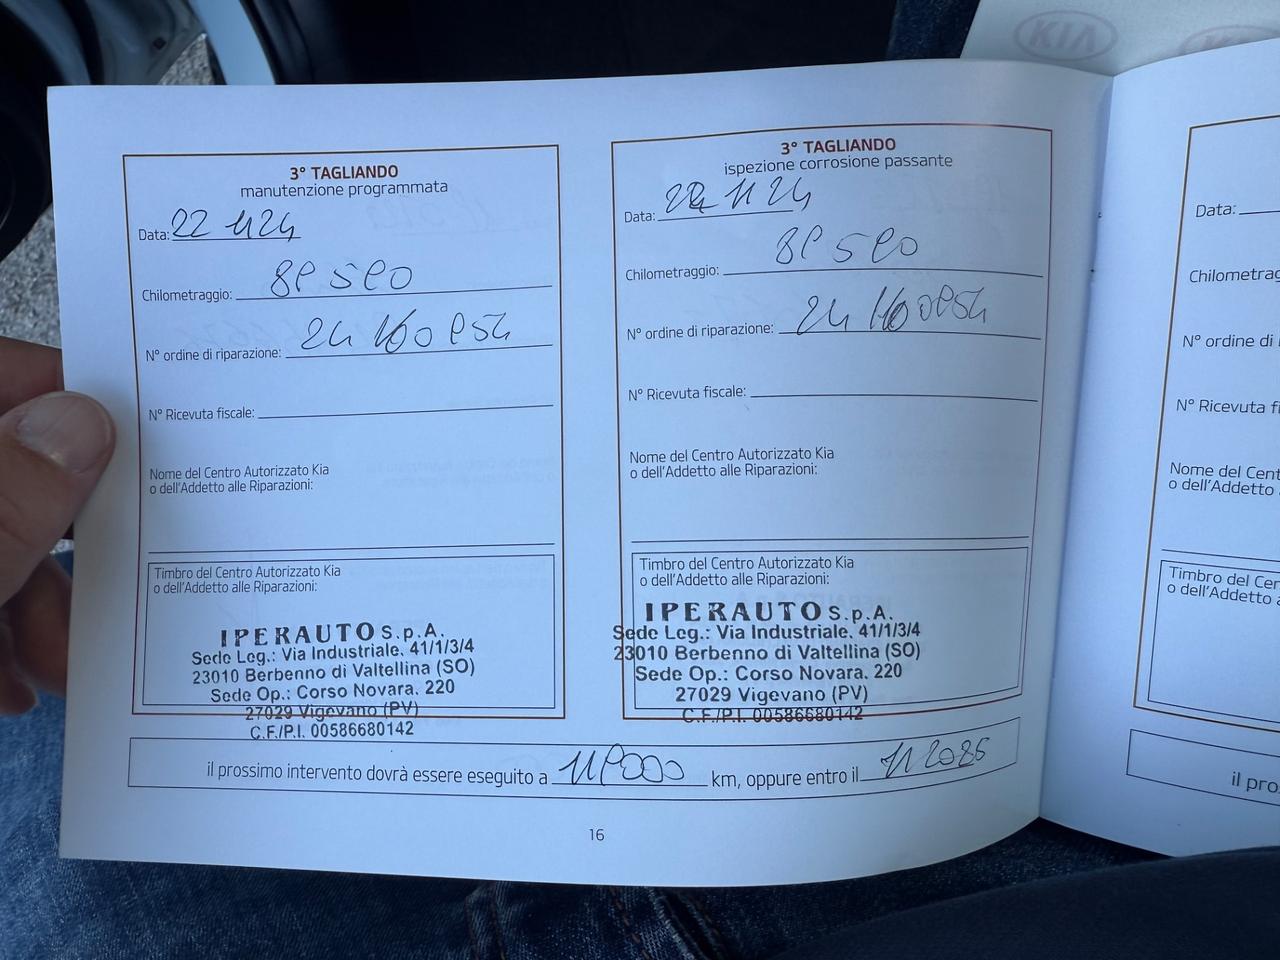 KIA
3° TAGLIANDO
manutenzione programmata
Data: 22 11 24
Chilometraggio:
N° ordine di riparazione:
N° Ricevuta fiscale:
Nome del Centro Autorizzato Kia
o dell'Addetto alle Riparazioni:
Timbro del Centro Autorizzato Kia
o dell'Addetto alle Riparazioni:
IPERAUTO S.p.A.
Sede Leg.: Via Industriale, 41/1/3/4
23010 Berbenno di Valtellina (SO)
Sede Op.: Corso Novara, 220
27029 Vigevano (PV)
C.F./P.I. 00586680142
3° TAGLIANDO
ispezione corrosione passante
Data: 11 24
Chilometraggio:
N° ordine di riparazione:
N° Ricevuta fiscale:
Nome del Centro Autorizzato Kia
o dell'Addetto alle Riparazioni:
Timbro del Centro Autorizzato Kia
o dell'Addetto alle Riparazioni:
IPERAUTO S.p.A.
Sede Leg.: Via Industriale, 41/1/3/4
23010 Berbenno di Valtellina (SO)
Sede Op.: Corso Novara, 220
27029 Vigevano (PV)
C.F./P.I. 00586680142
il prossimo intervento dovrà essere eseguito a km, oppure entro il
16
Data:
Chilometrag
N° ordine di
N° Ricevuta fi
Nome del Cent
o dell'Addetto
Timbro del Cer
o dell'Addetto a
il pro